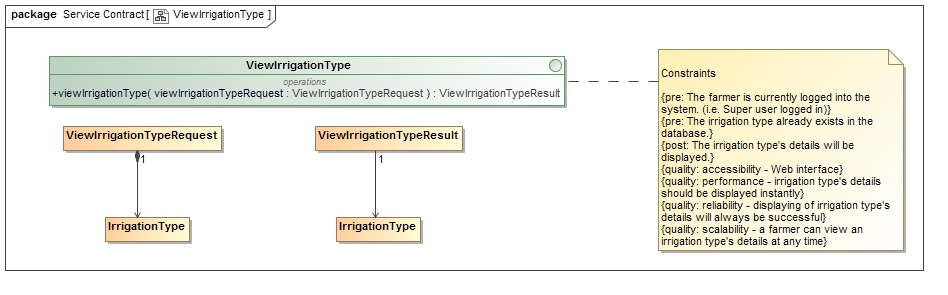 package Service Contract [ ViewIrrigationType ]
ViewIrrigationType
operations
+viewIrrigationType( viewIrrigationTypeRequest : ViewIrrigationTypeRequest ) : ViewIrrigationTypeResult
ViewIrrigationTypeRequest
1
IrrigationType
ViewIrrigationTypeResult
1
IrrigationType
Constraints
{pre: The farmer is currently logged into the
system. (i.e. Super user logged in)}
{pre: The irrigation type already exists in the
database.}
{post: The irrigation type's details will be
displayed.}
{quality: accessibility - Web interface}
{quality: performance - irrigation type's details
should be displayed instantly}
{quality: reliability - displaying of irrigation type's
details will always be successful}
{quality: scalability - a farmer can view an
irrigation type's details at any time}